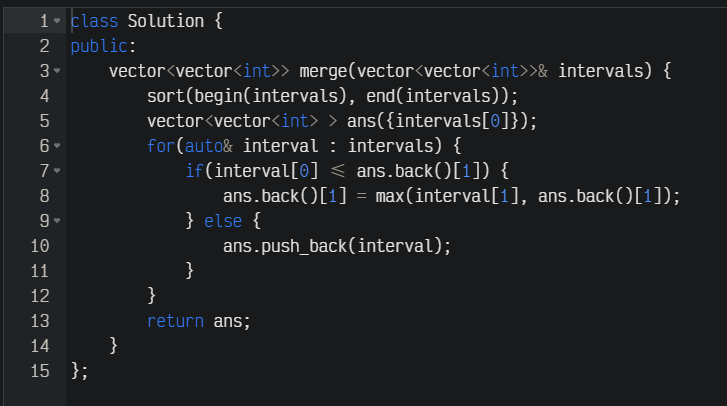 1 class Solution {
2 public:
3     vector<vector<int>> merge(vector<vector<int>>& intervals) {
4         sort(begin(intervals), end(intervals));
5         vector<vector<int> > ans({intervals[0]});
6         for(auto& interval : intervals) {
7             if(interval[0] ≤ ans.back()[1]) {
8                 ans.back()[1] = max(interval[1], ans.back()[1]);
9             } else {
10                 ans.push_back(interval);
11             }
12         }
13         return ans;
14     }
15 };